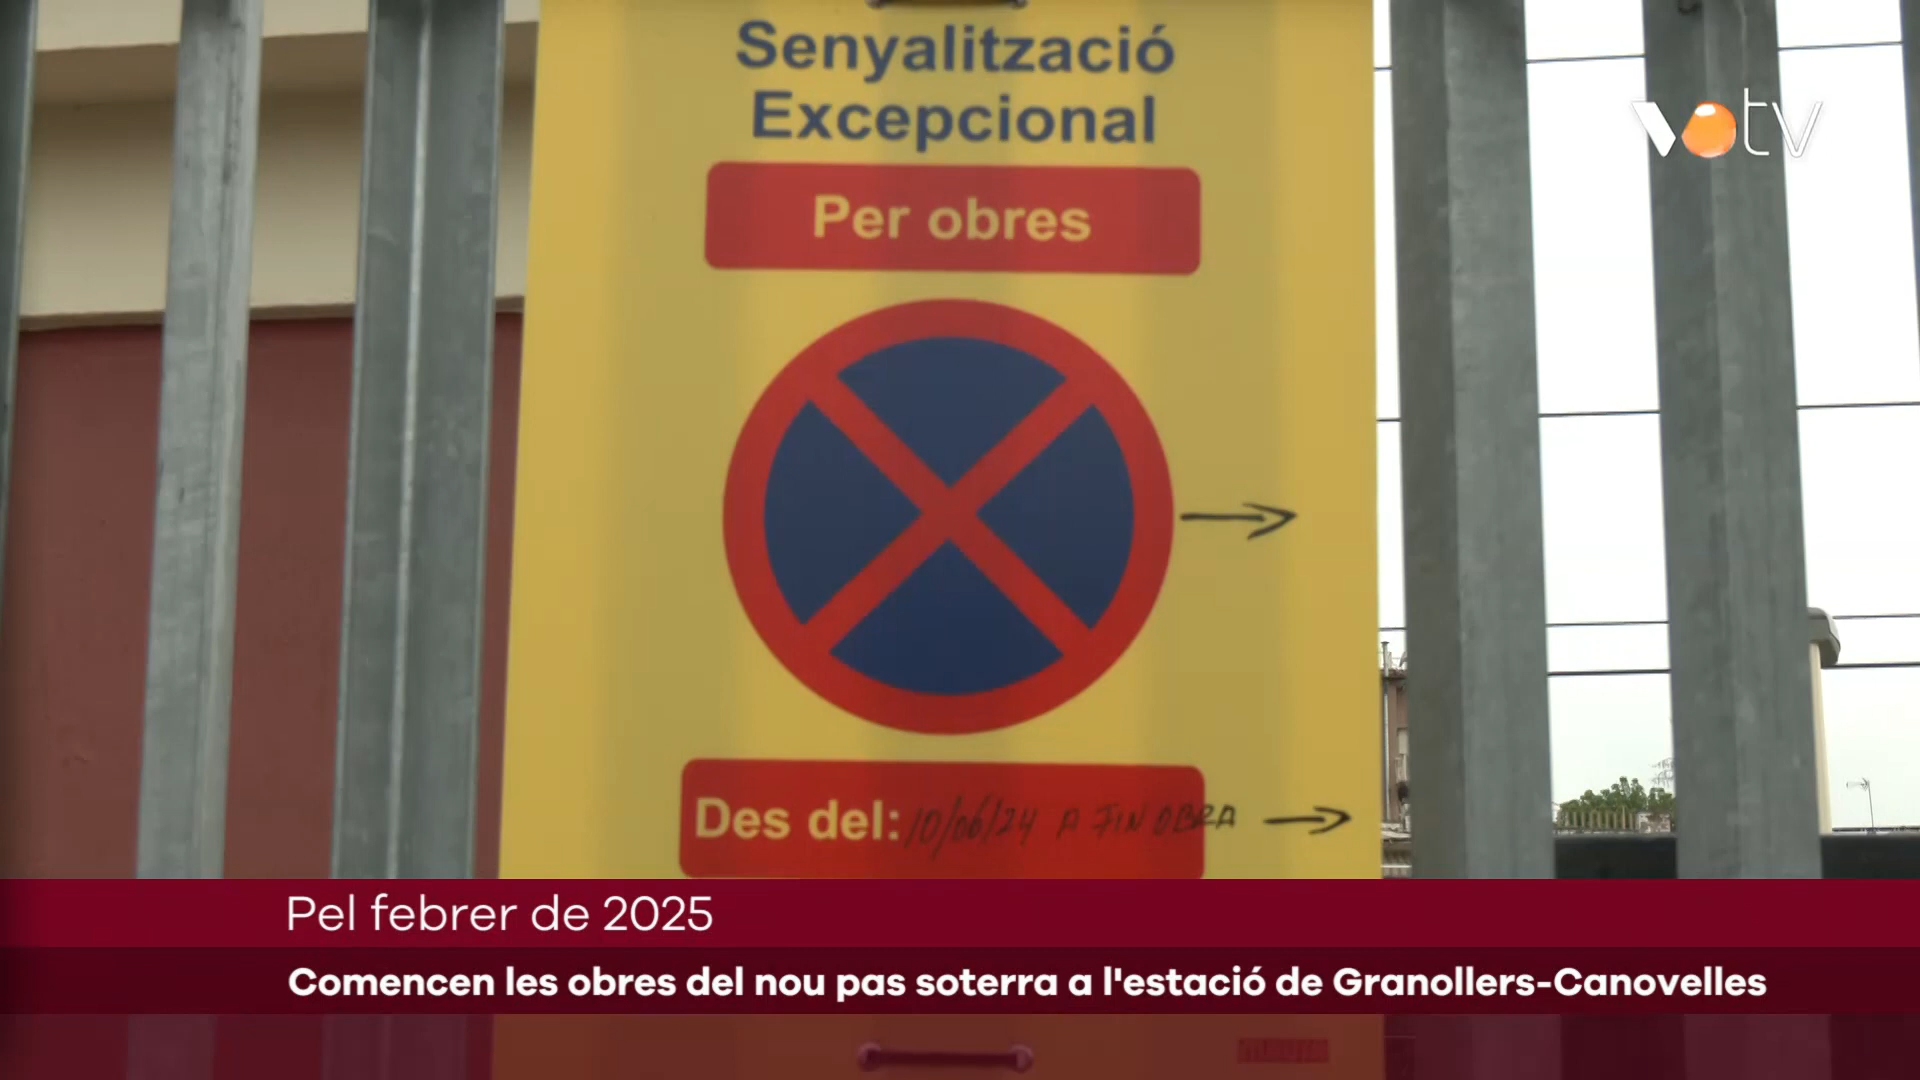 Senyalització
Excepcional
votv
Per obres
Des del: 10/06/24 A FIN OBRA
Pel febrer de 2025
Comencen les obres del nou pas soterra a l'estació de Granollers-Canovelles